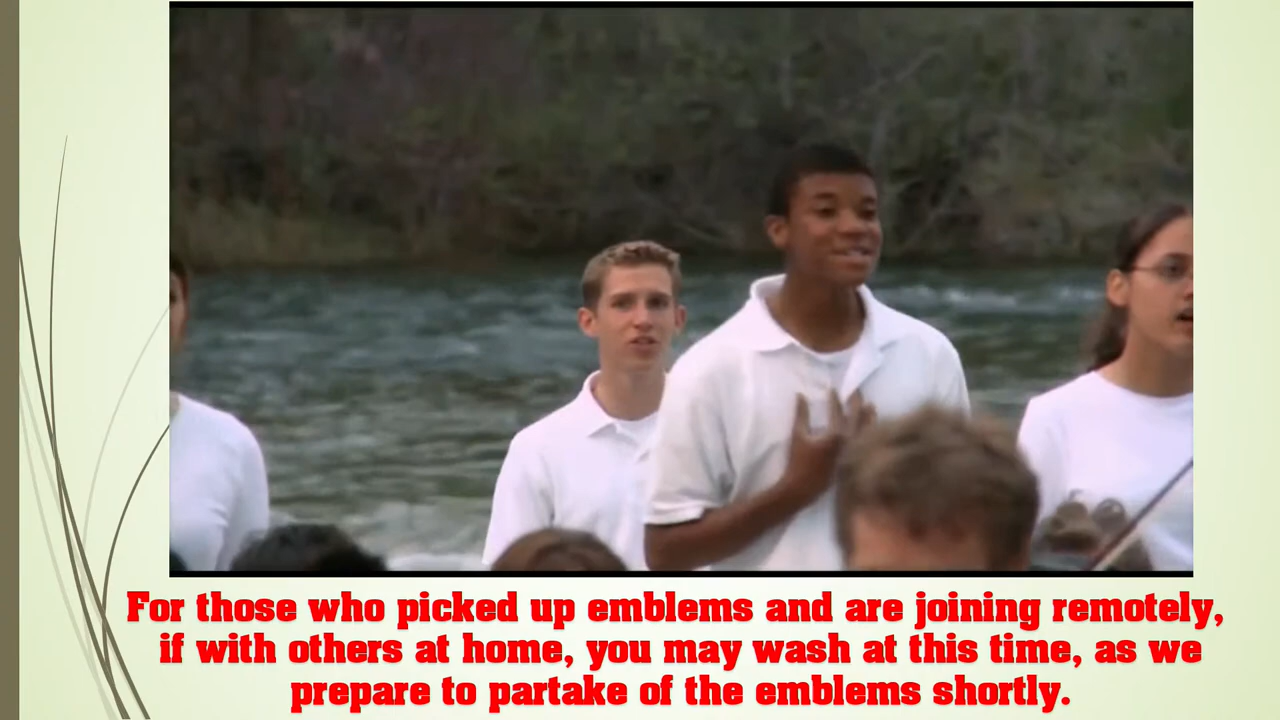 For those who picked up emblems and are joining remotely,
if with others at home, you may wash at this time, as we
prepare to partake of the emblems shortly.